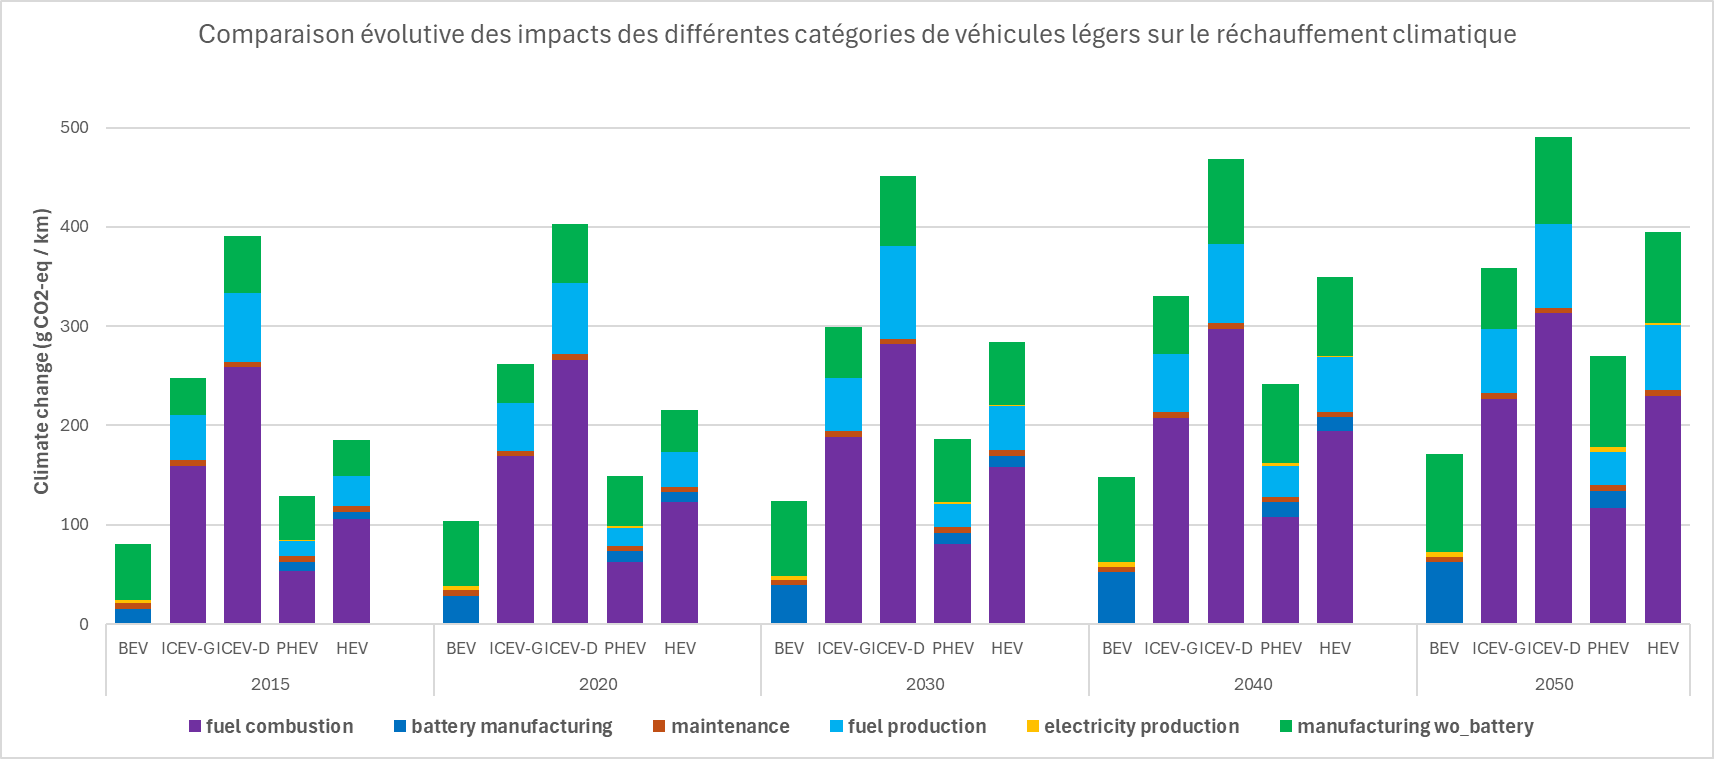 Comparaison évolutive des impacts des différentes catégories de véhicules légers sur le réchauffement climatique
Climate change (g CO2-eq / km)
500
400
300
200
100
0
BEV ICEV-G ICEV-D PHEV HEV BEV ICEV-G ICEV-D PHEV HEV BEV ICEV-G ICEV-D PHEV HEV BEV ICEV-G ICEV-D PHEV HEV BEV ICEV-G ICEV-D PHEV HEV
2015 2020 2030 2040 2050
fuel combustion battery manufacturing maintenance fuel production electricity production manufacturing wo_battery